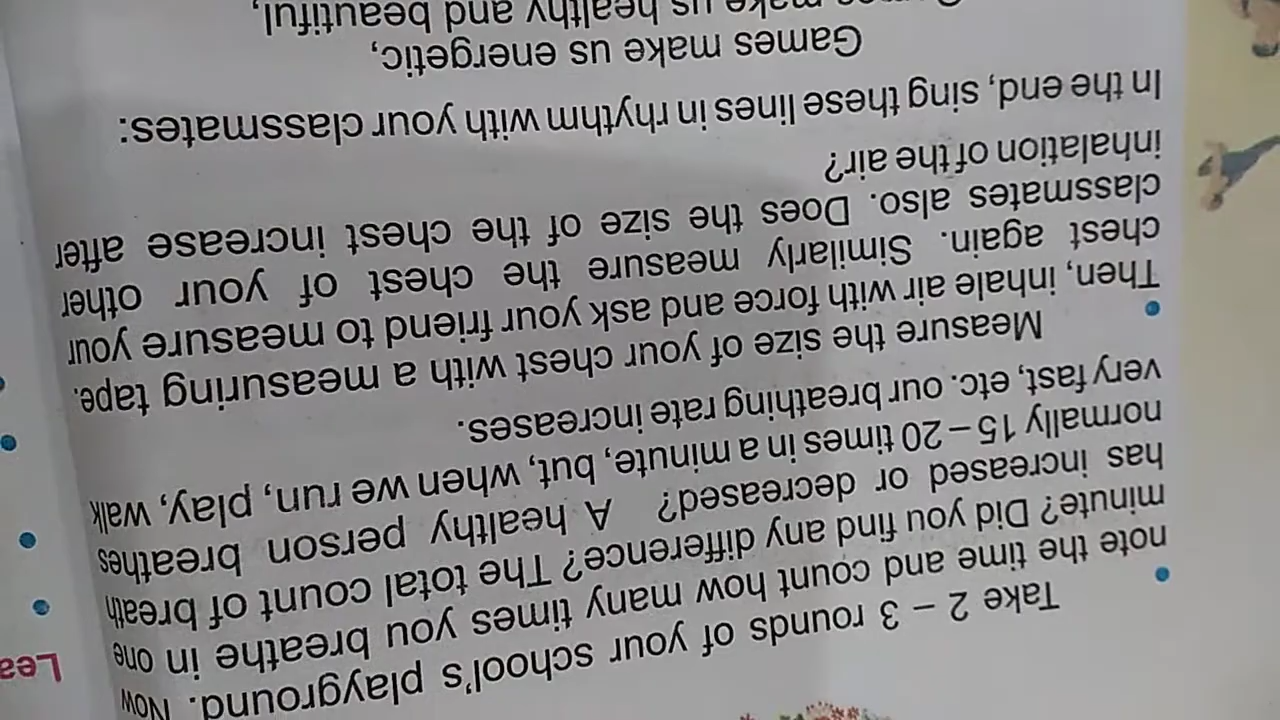 Take 2 – 3 rounds of your school's playground. Now
note the time and count how many times you breathe in one
minute? Did you find any difference? The total count of breath
has increased or decreased? A healthy person breathes
normally 15 – 20 times in a minute, but, when we run, play, walk
very fast, etc. our breathing rate increases.
Measure the size of your chest with a measuring tape.
Then, inhale air with force and ask your friend to measure your
chest again. Similarly measure the chest of your other
classmates also. Does the size of the chest increase after
inhalation of the air?
In the end, sing these lines in rhythm with your classmates:
Games make us energetic,
Games make us healthy and beautiful,
Lea